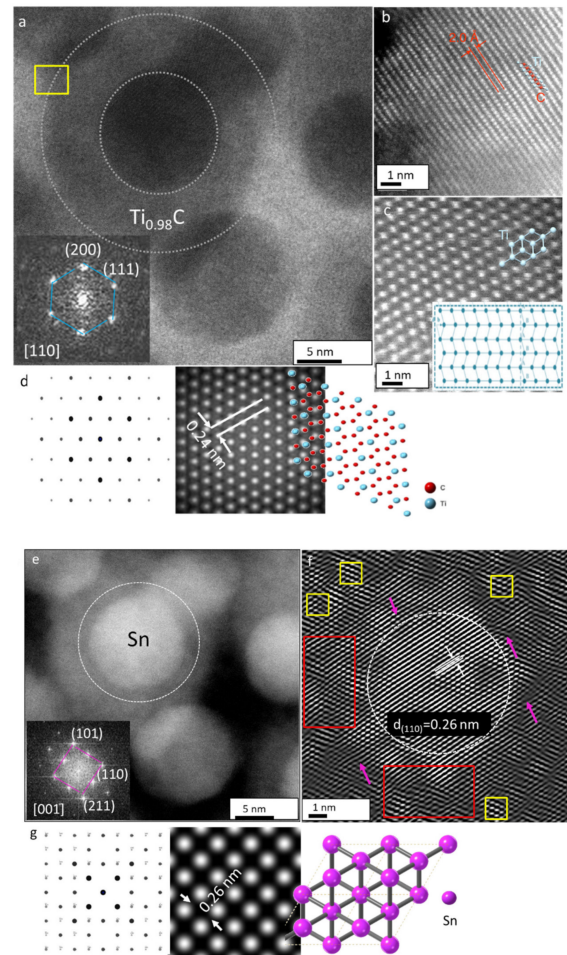 a
Ti0.98C
(200)
(111)
[110]
5 nm
b
2.0 Å
Ti
C
1 nm
c
Ti
1 nm
d
0.24 nm
C
Ti
e
Sn
(101)
(110)
(211)
[001]
5 nm
f
d(110)=0.26 nm
1 nm
g
0.26 nm
Sn